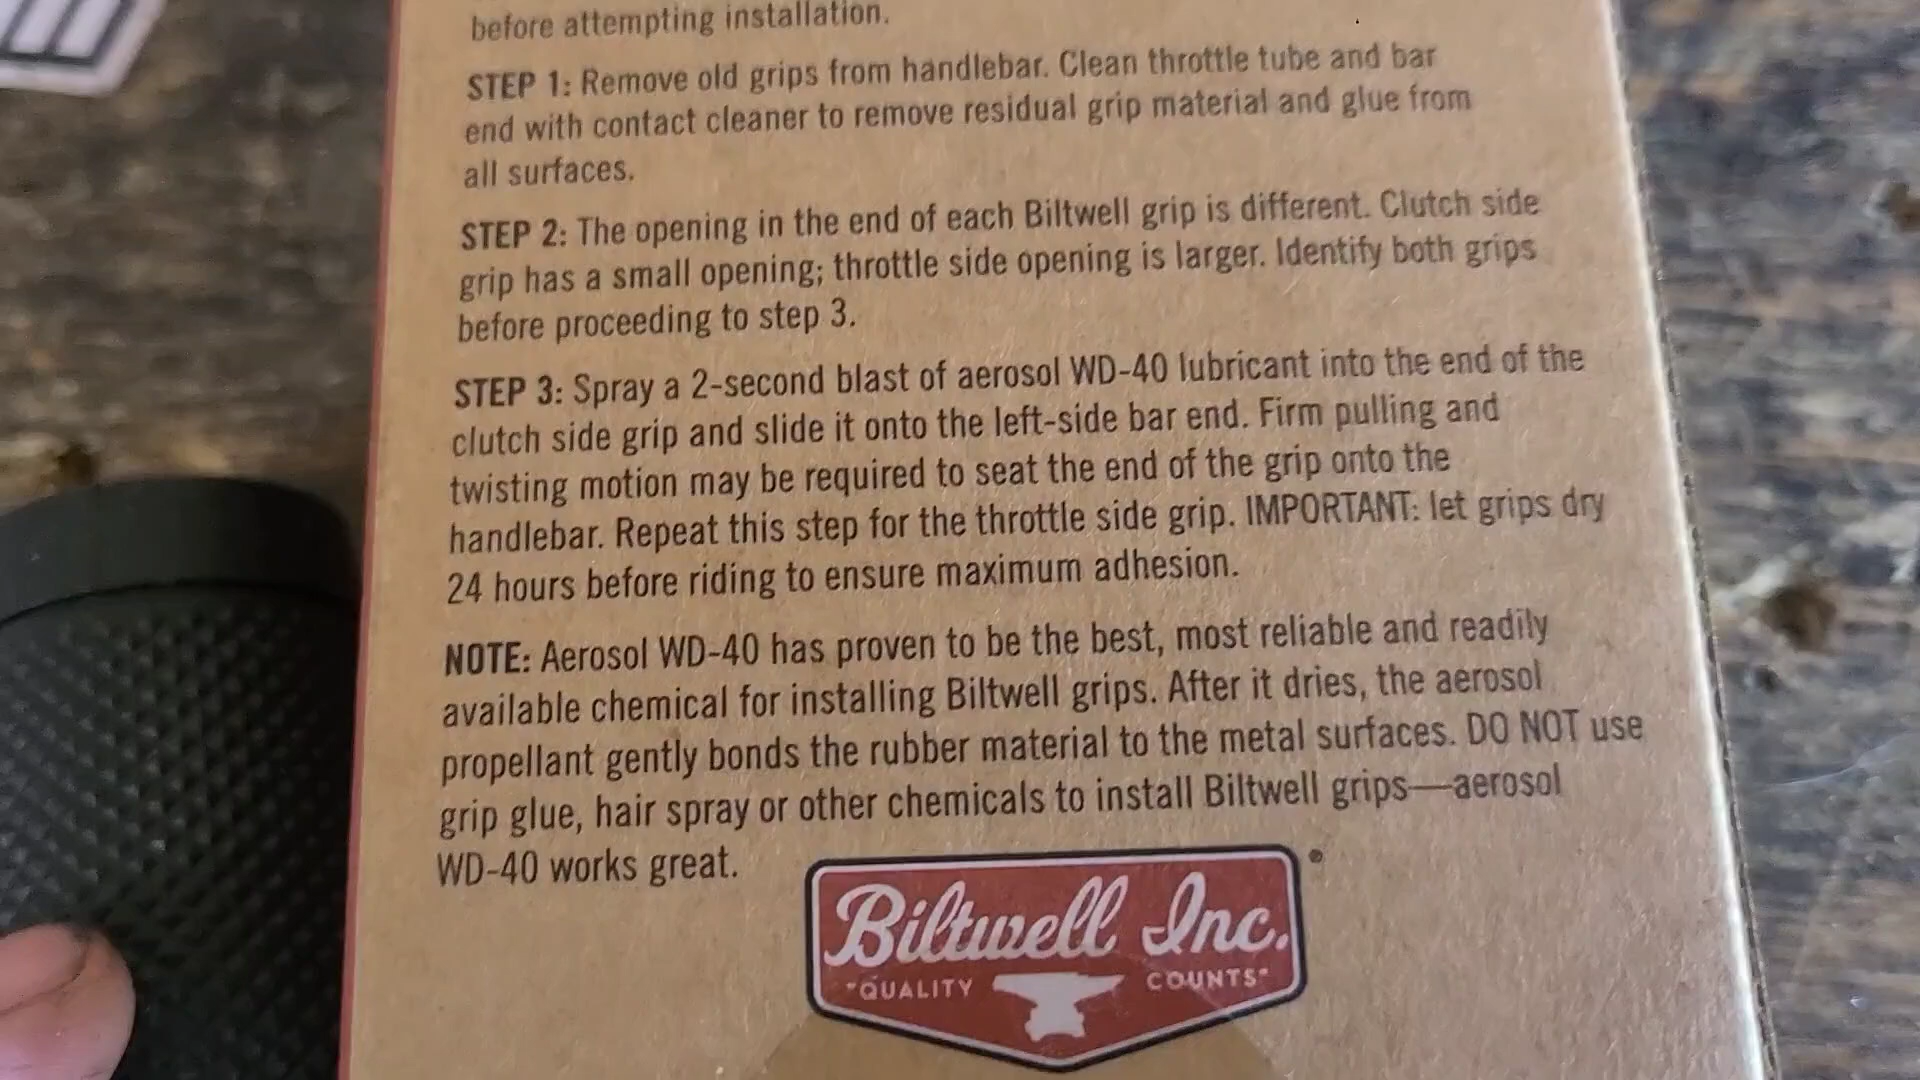 before attempting installation.
STEP 1: Remove old grips from handlebar. Clean throttle tube and bar
end with contact cleaner to remove residual grip material and glue from
all surfaces.
STEP 2: The opening in the end of each Biltwell grip is different. Clutch side
grip has a small opening; throttle side opening is larger. Identify both grips
before proceeding to step 3.
STEP 3: Spray a 2-second blast of aerosol WD-40 lubricant into the end of the
clutch side grip and slide it onto the left-side bar end. Firm pulling and
twisting motion may be required to seat the end of the grip onto the
handlebar. Repeat this step for the throttle side grip. IMPORTANT: let grips dry
24 hours before riding to ensure maximum adhesion.
NOTE: Aerosol WD-40 has proven to be the best, most reliable and readily
available chemical for installing Biltwell grips. After it dries, the aerosol
propellant gently bonds the rubber material to the metal surfaces. DO NOT use
grip glue, hair spray or other chemicals to install Biltwell grips—aerosol
WD-40 works great.
Biltwell Inc.®
"QUALITY COUNTS"